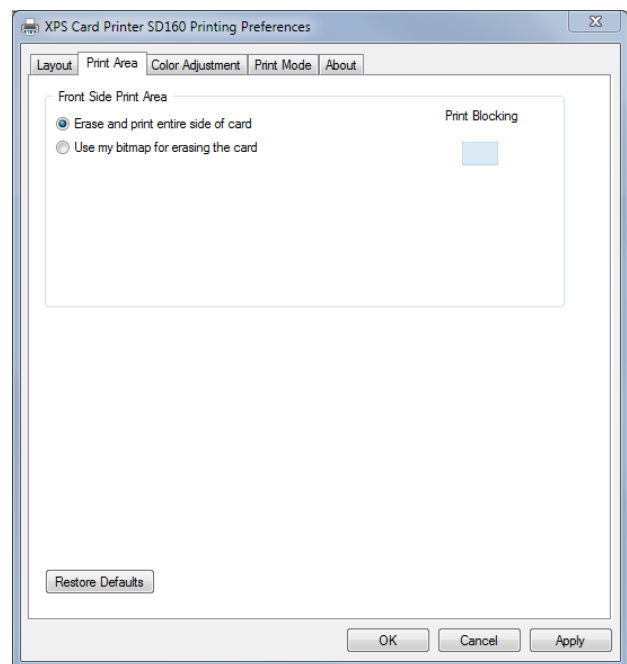 XPS Card Printer SD160 Printing Preferences
Layout Print Area Color Adjustment Print Mode About
Front Side Print Area
Erase and print entire side of card
Print Blocking
Use my bitmap for erasing the card
Restore Defaults
OK Cancel Apply